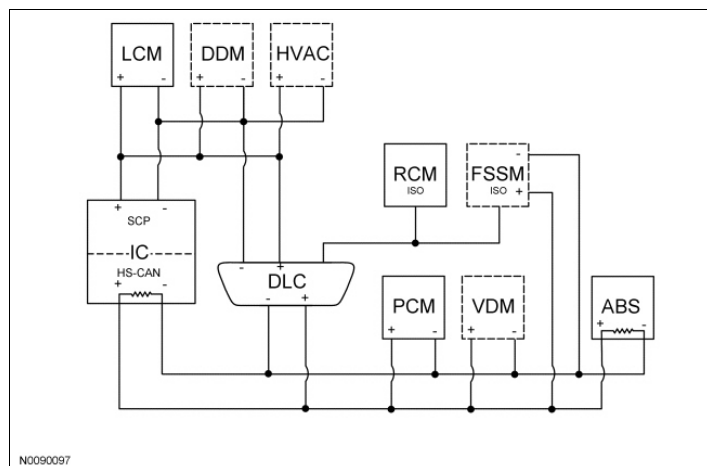 LCM
+ -
DDM
+ -
HVAC
+ -
RCM
ISO
FSSM
ISO
-
+
+ -
SCP
IC
HS-CAN
+ -
- +
DLC
- +
PCM
+ -
VDM
+ -
ABS
+ -
N0090097